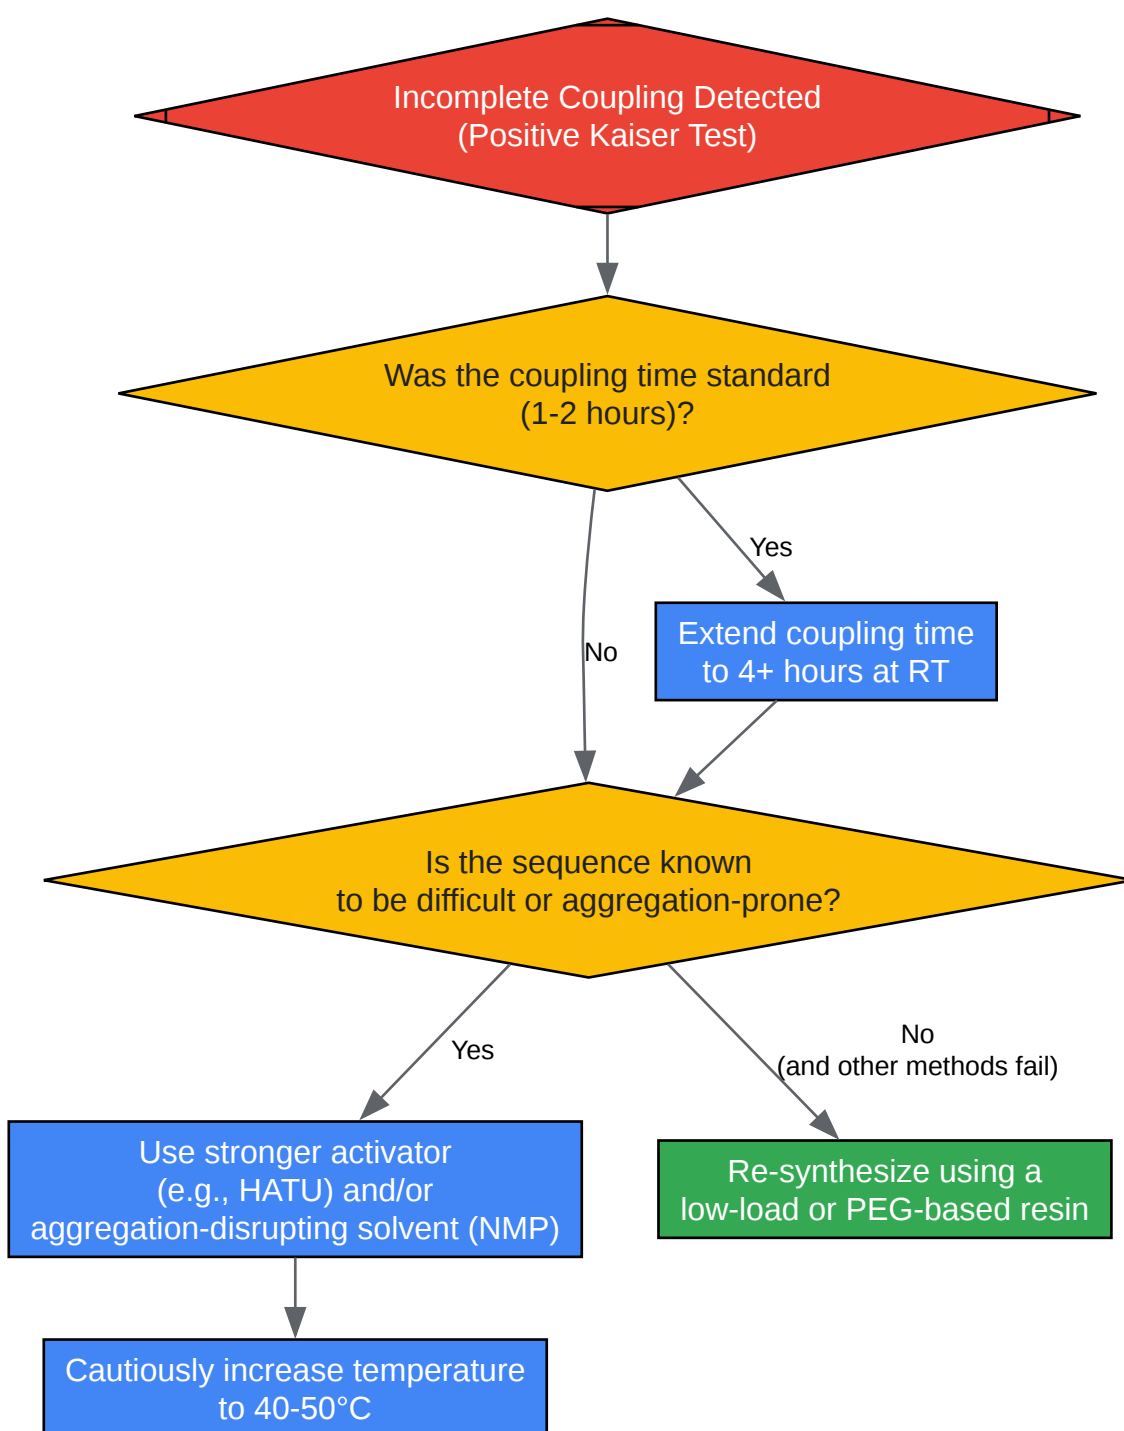 Incomplete Coupling Detected
(Positive Kaiser Test)
Was the coupling time standard
(1-2 hours)?
Yes
Extend coupling time
to 4+ hours at RT
No
Is the sequence known
to be difficult or aggregation-prone?
Yes
No
(and other methods fail)
Use stronger activator
(e.g., HATU) and/or
aggregation-disrupting solvent (NMP)
Re-synthesize using a
low-load or PEG-based resin
Cautiously increase temperature
to 40-50°C